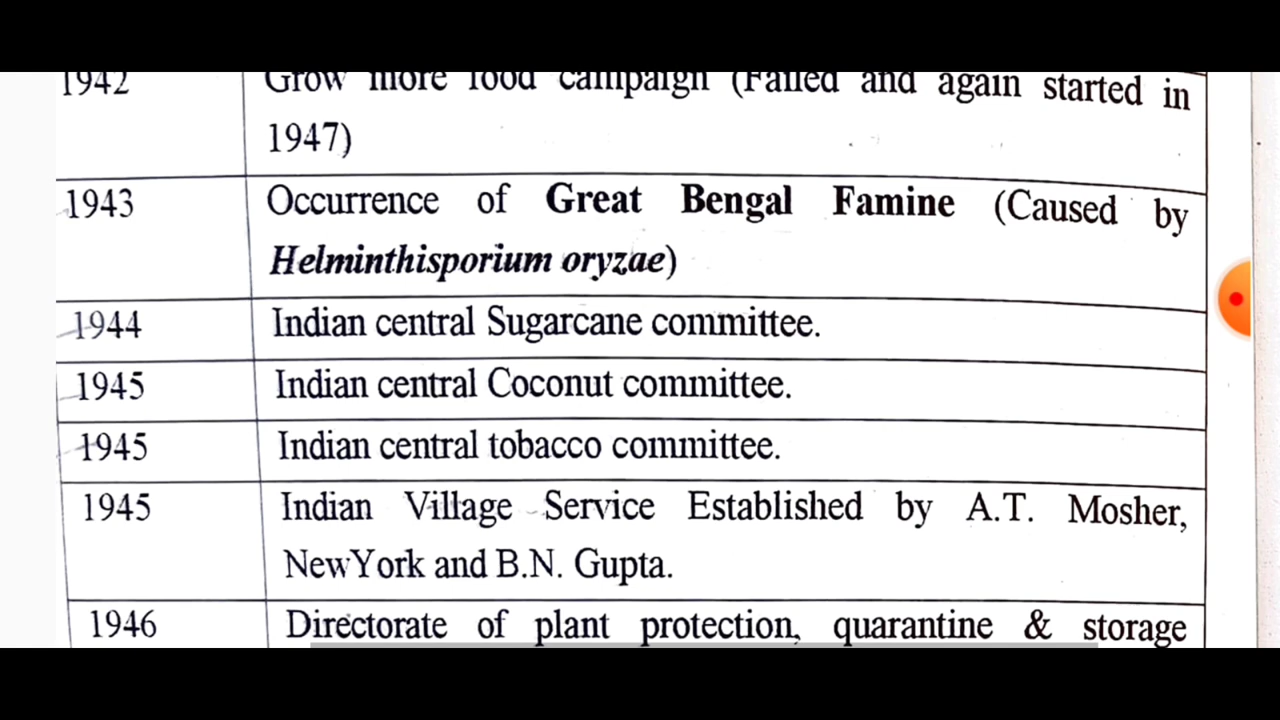 1942 Grow more food campaign (Failed and again started in
1947)
1943 Occurrence of Great Bengal Famine (Caused by
Helminthisporium oryzae)
1944 Indian central Sugarcane committee.
1945 Indian central Coconut committee.
1945 Indian central tobacco committee.
1945 Indian Village Service Established by A.T. Mosher,
NewYork and B.N. Gupta.
1946 Directorate of plant protection, quarantine & storage